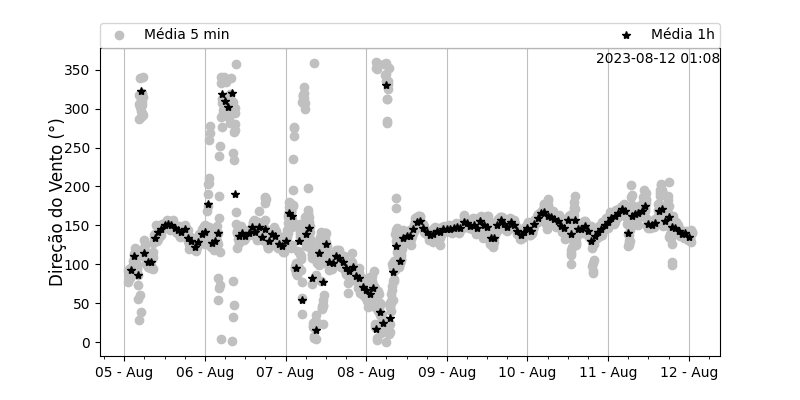 Média 5 min
Média 1h
2023-08-12 01:08
Direção do Vento (°)
350
300
250
200
150
100
50
0
05 - Aug
06 - Aug
07 - Aug
08 - Aug
09 - Aug
10 - Aug
11 - Aug
12 - Aug